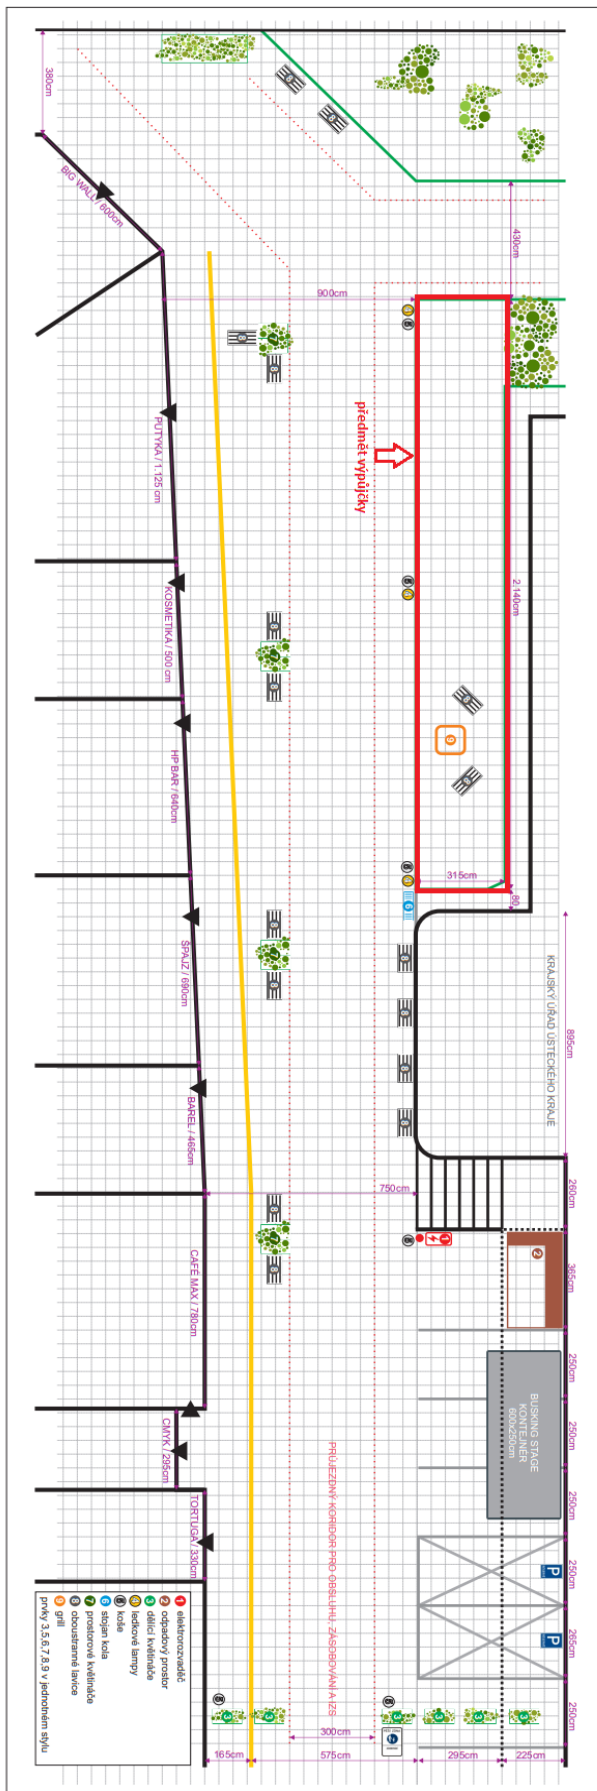 380cm
BIG WALL / 600cm
430cm
900cm
předmět výpůjčky
PUTYKA / 1.125 cm
2.140cm
KOSMETIKA / 500 cm
HP BAR / 640cm
315cm
80
ŠPAJZ / 690cm
KRAJSKÝ ÚŘAD ÚSTECKÉHO KRAJE
895cm
BAREL / 465cm
750cm
260cm
CAFÉ MAX / 780cm
365cm
250cm
BUSKING STAGE
KONTEJNER
600x250cm
250cm
250cm
CMYK / 295cm
TORTUGA / 330cm
PRŮJEZDNÝ KORIDOR PRO OBSLUHU, ZÁSOBOVÁNÍ A IZS
P
250cm
P
265cm
250cm
300cm
165cm
575cm
295cm
225cm
1 elektrorozvaděč
2 odpadový prostor
3 dělící květináče
4 ledkové lampy
5 koše
6 stojan kola
7 prostorové květináče
8 oboustranné lavice
9 grill
prvky 3,5,6,7,8,9 v jednotném stylu